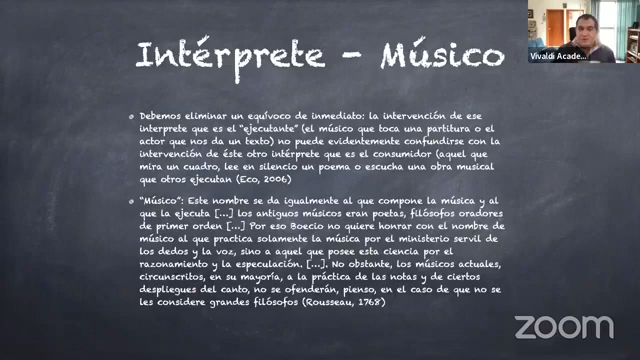 Intérprete - Músico
Vivaldi Acade...
Debemos eliminar un equívoco de inmediato: la intervención de ese
interprete que es el "ejecutante" (el músico que toca una partitura o el
actor que nos da un texto) no puede evidentemente confundirse con la
intervención de éste otro intérprete que es el consumidor (aquel que
mira un cuadro, lee en silencio un poema o escucha una obra musical
que otros ejecutan (Eco, 2006)
"Músico": Este nombre se da igualmente al que compone la música y al
que la ejecuta [...] los antiguos músicos eran poetas, filósofos oradores
de primer orden [...] Por eso Boecio no quiere honrar con el nombre de
músico al que practica solamente la música por el ministerio servil de
los dedos y la voz, sino a aquel que posee esta ciencia por el
razonamiento y la especulación. [...]. No obstante, los músicos actuales,
circunscritos, en su mayoría, a la práctica de las notas y de ciertos
despliegues del canto, no se ofenderán, pienso, en el caso de que no se
les considere grandes filósofos (Rousseau, 1768)
zoom